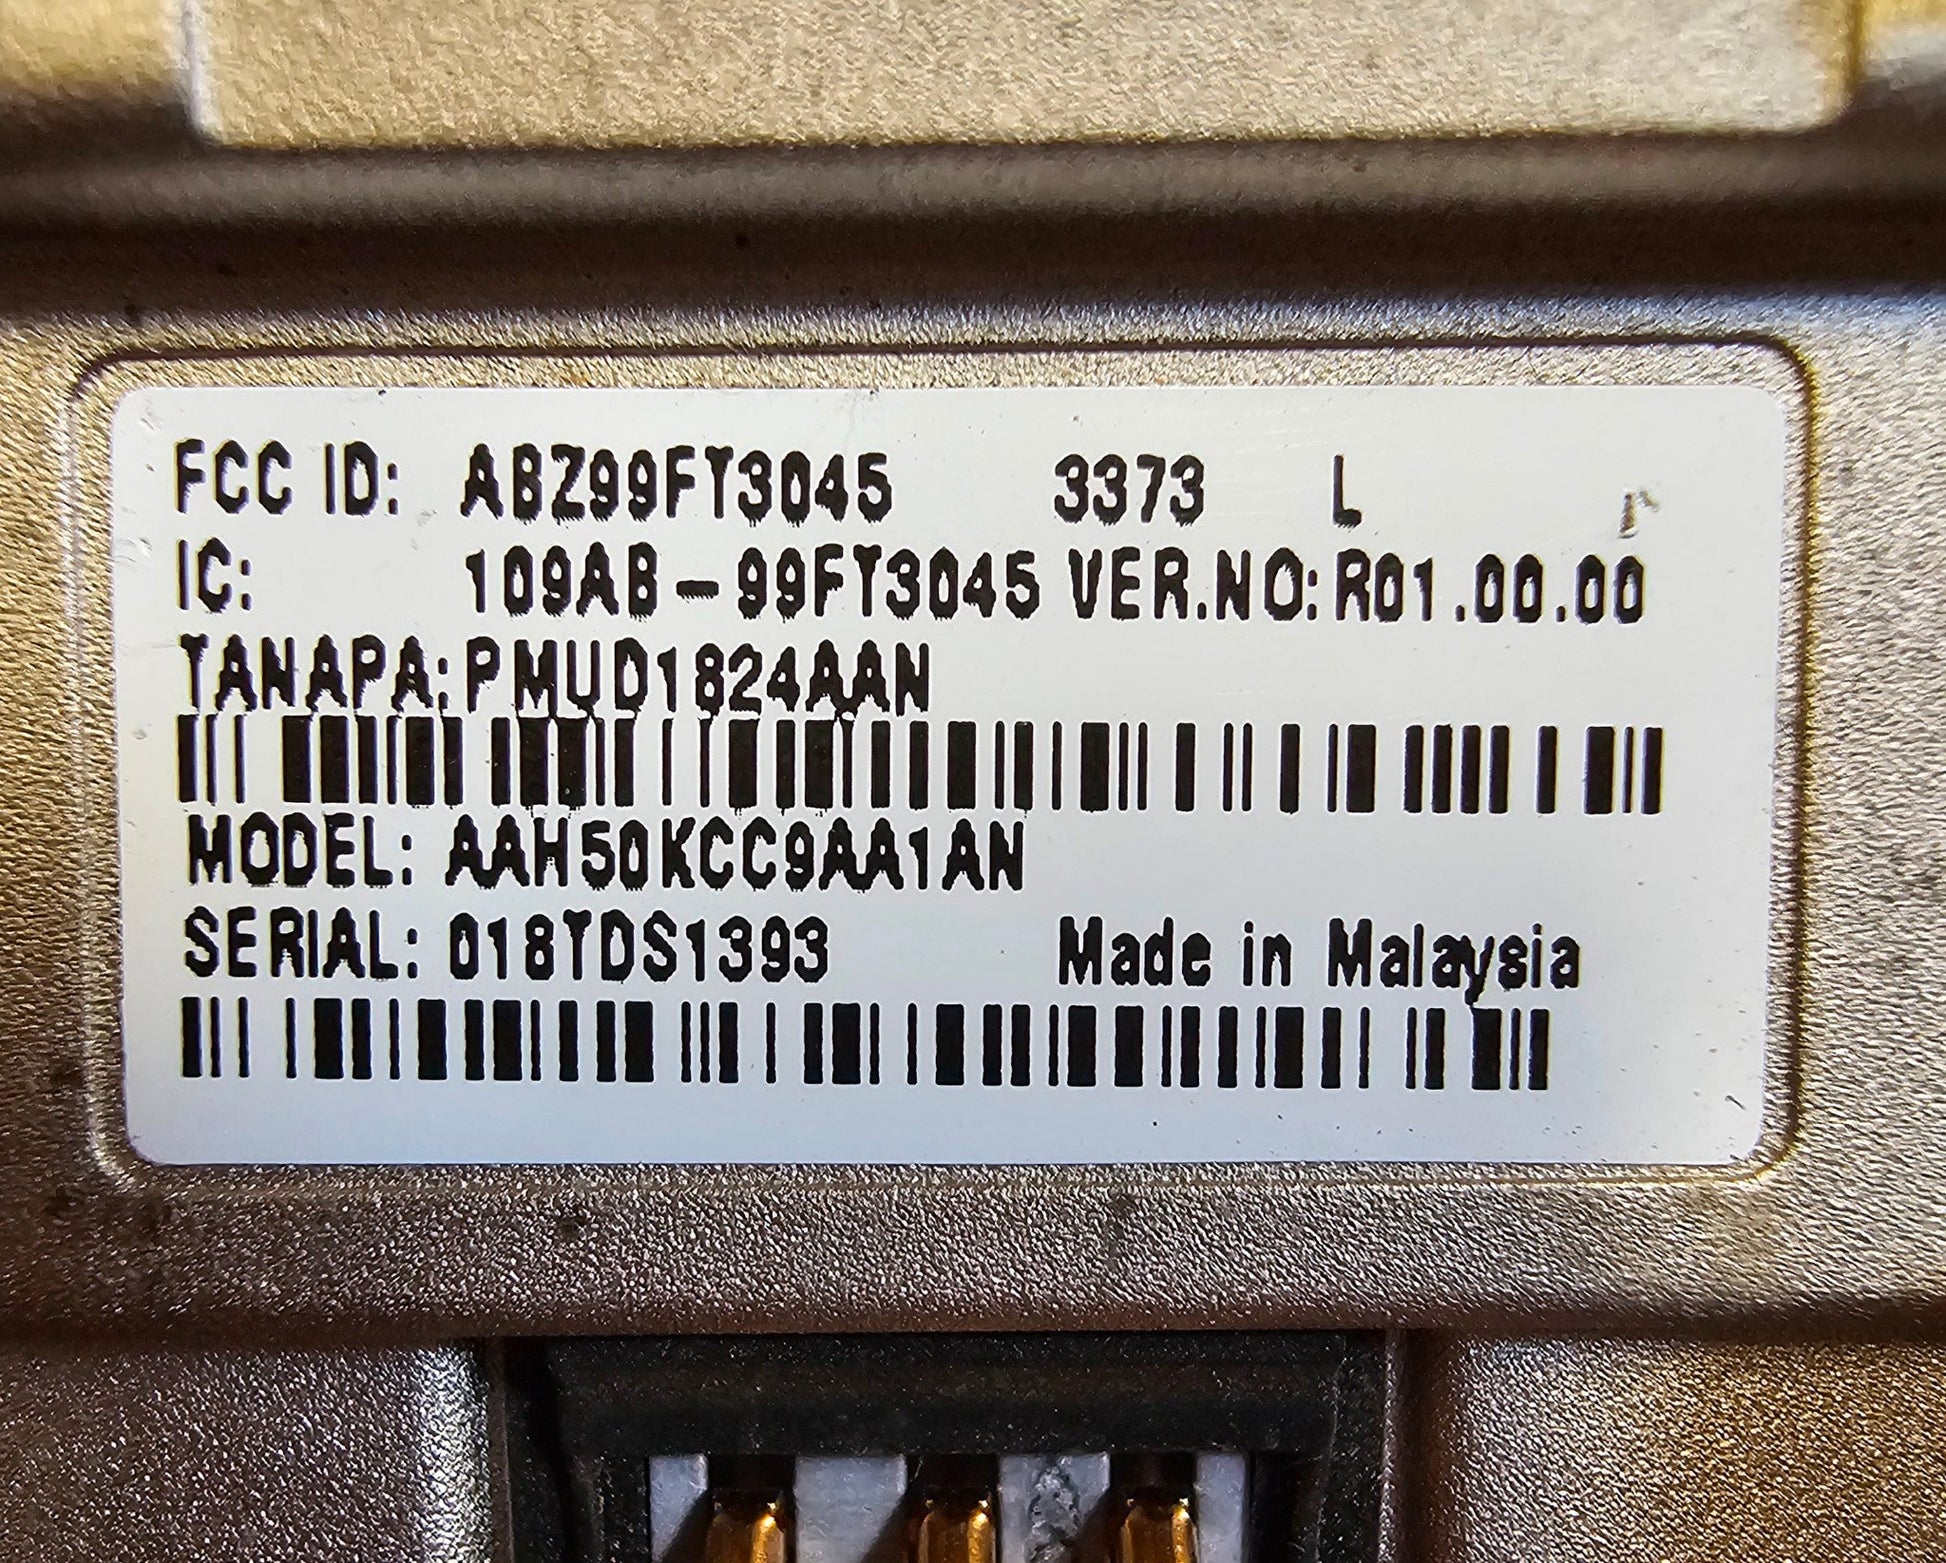 FCC ID: ABZ99FT3045 3373 L
IC: 109AB-99FT3045 VER.NO:R01.00.00
TANAPA:PMUD1824AAN
MODEL: AAH50KCC9AA1AN
SERIAL: 018TDS1393 Made in Malaysia